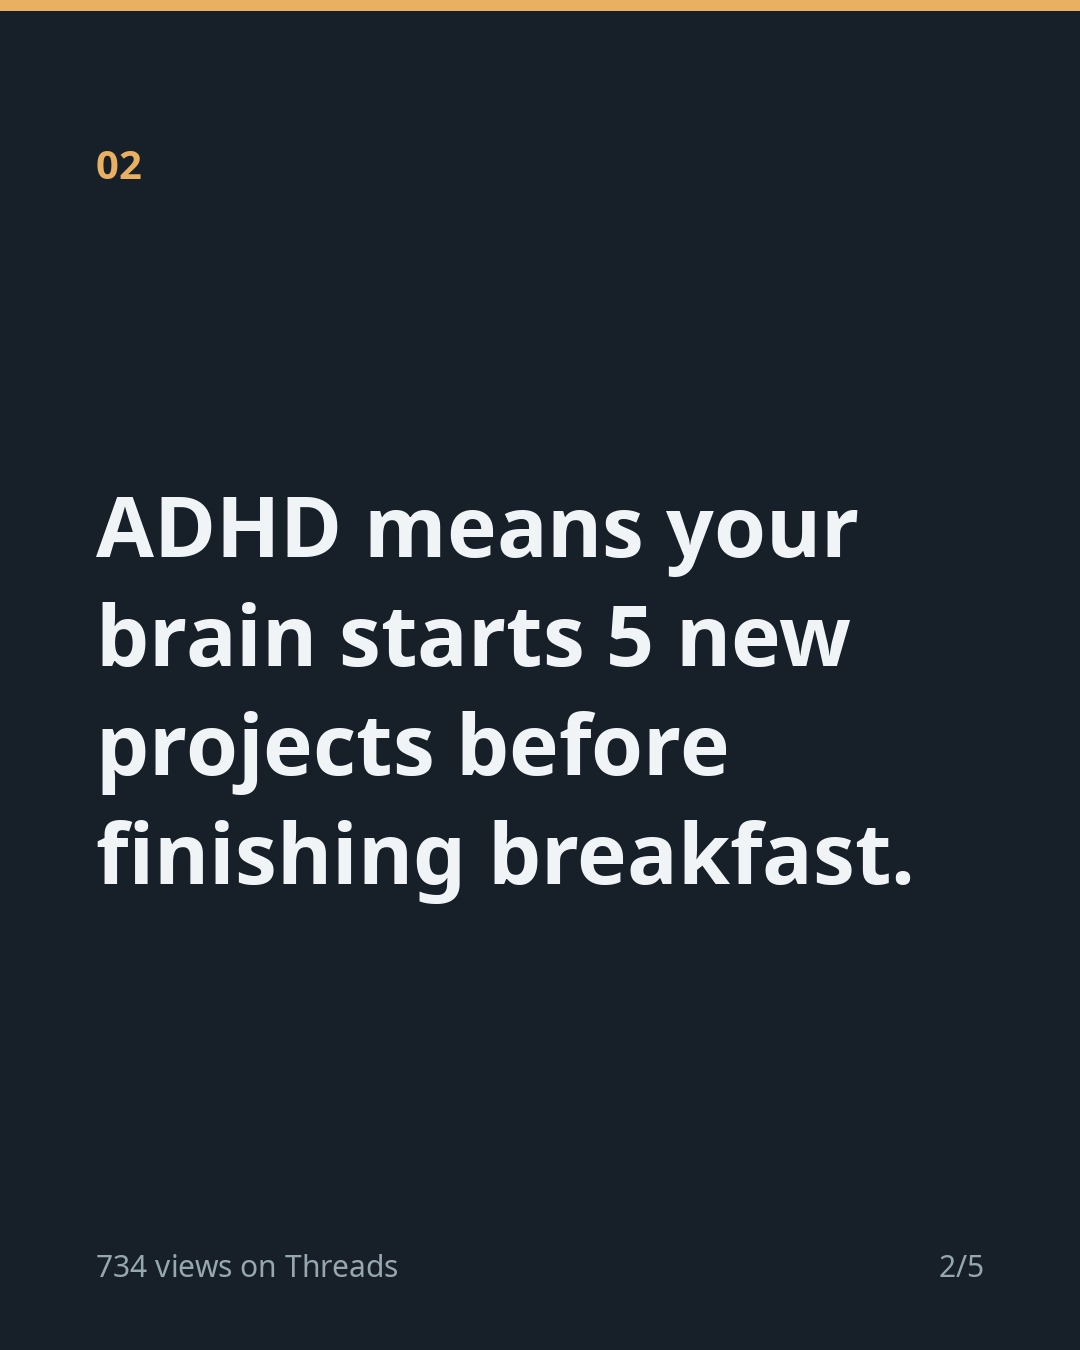 02
ADHD means your
brain starts 5 new
projects before
finishing breakfast.
734 views on Threads
2/5